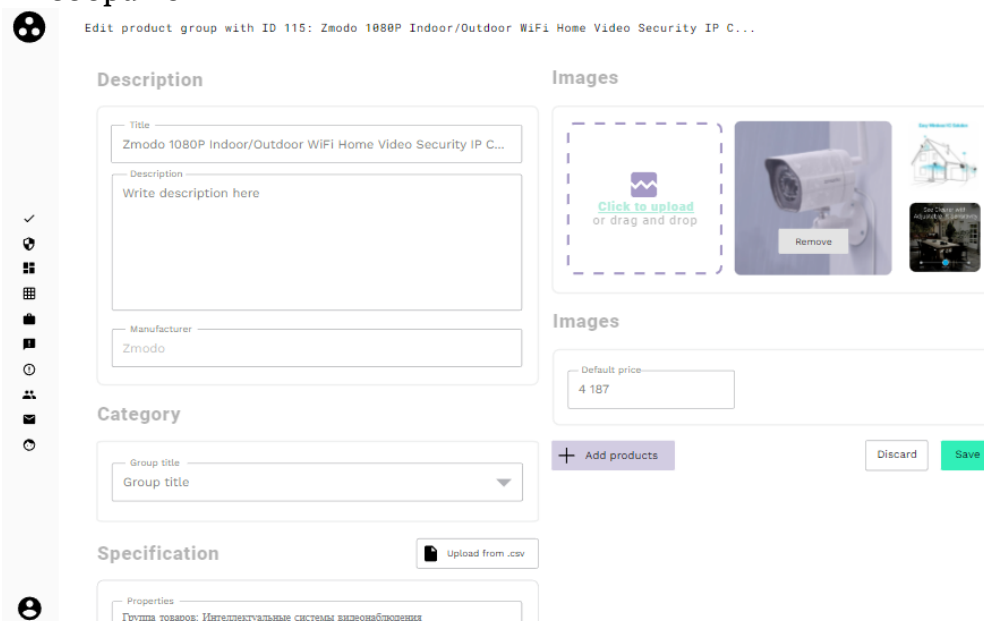 Edit product group with ID 115: Zmodo 1080P Indoor/Outdoor WiFi Home Video Security IP C...
Description
Title
Zmodo 1080P Indoor/Outdoor WiFi Home Video Security IP C...
Description
Write description here
Manufacturer
Zmodo
Category
Group title
Group title
Specification
Upload from .csv
Properties
Группа товаров: Интеллектуальные системы видеонаблюдения
Images
Click to upload
or drag and drop
Remove
See Clearer with
Images
Default price
4 187
Add products
Discard
Save